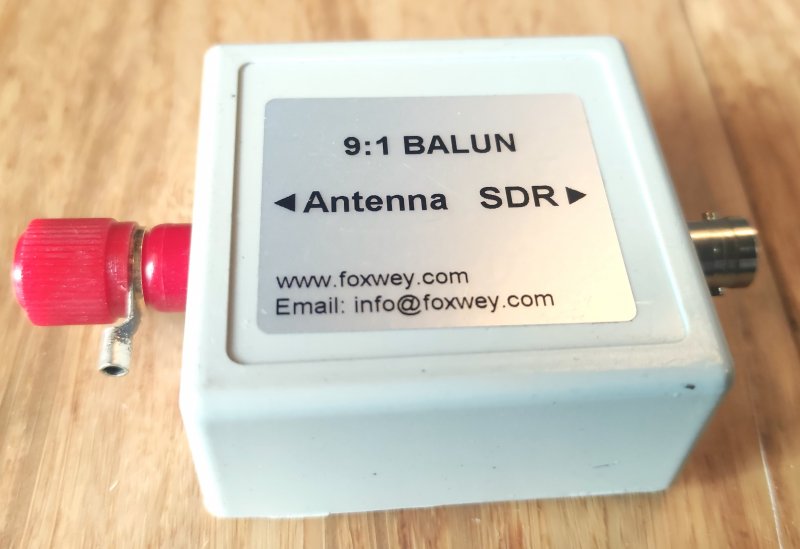 9:1 BALUN
◀Antenna SDR▶
www.foxwey.com
Email: info@foxwey.com